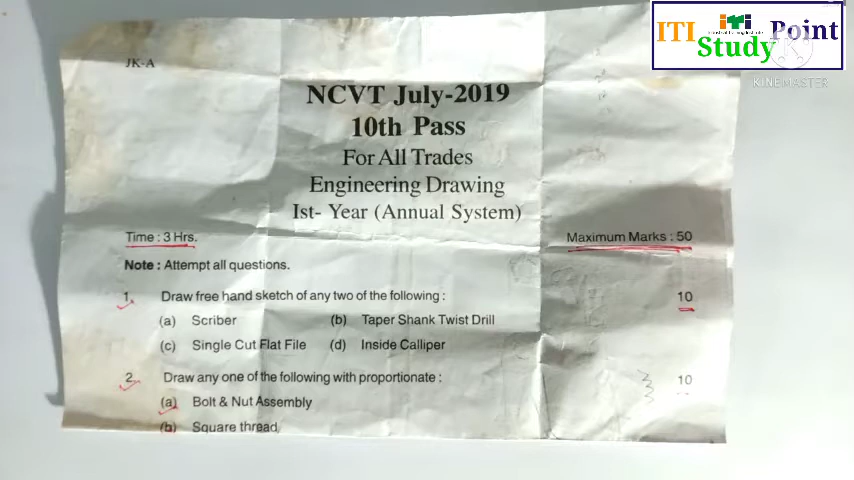 ITI iTi Point
Study
KINEMASTER
JK-A
NCVT July-2019
10th Pass
For All Trades
Engineering Drawing
Ist- Year (Annual System)
Time : 3 Hrs. Maximum Marks : 50
Note : Attempt all questions.
1. Draw free hand sketch of any two of the following : 10
(a) Scriber (b) Taper Shank Twist Drill
(c) Single Cut Flat File (d) Inside Calliper
2. Draw any one of the following with proportionate : 10
(a) Bolt & Nut Assembly
(b) Square thread